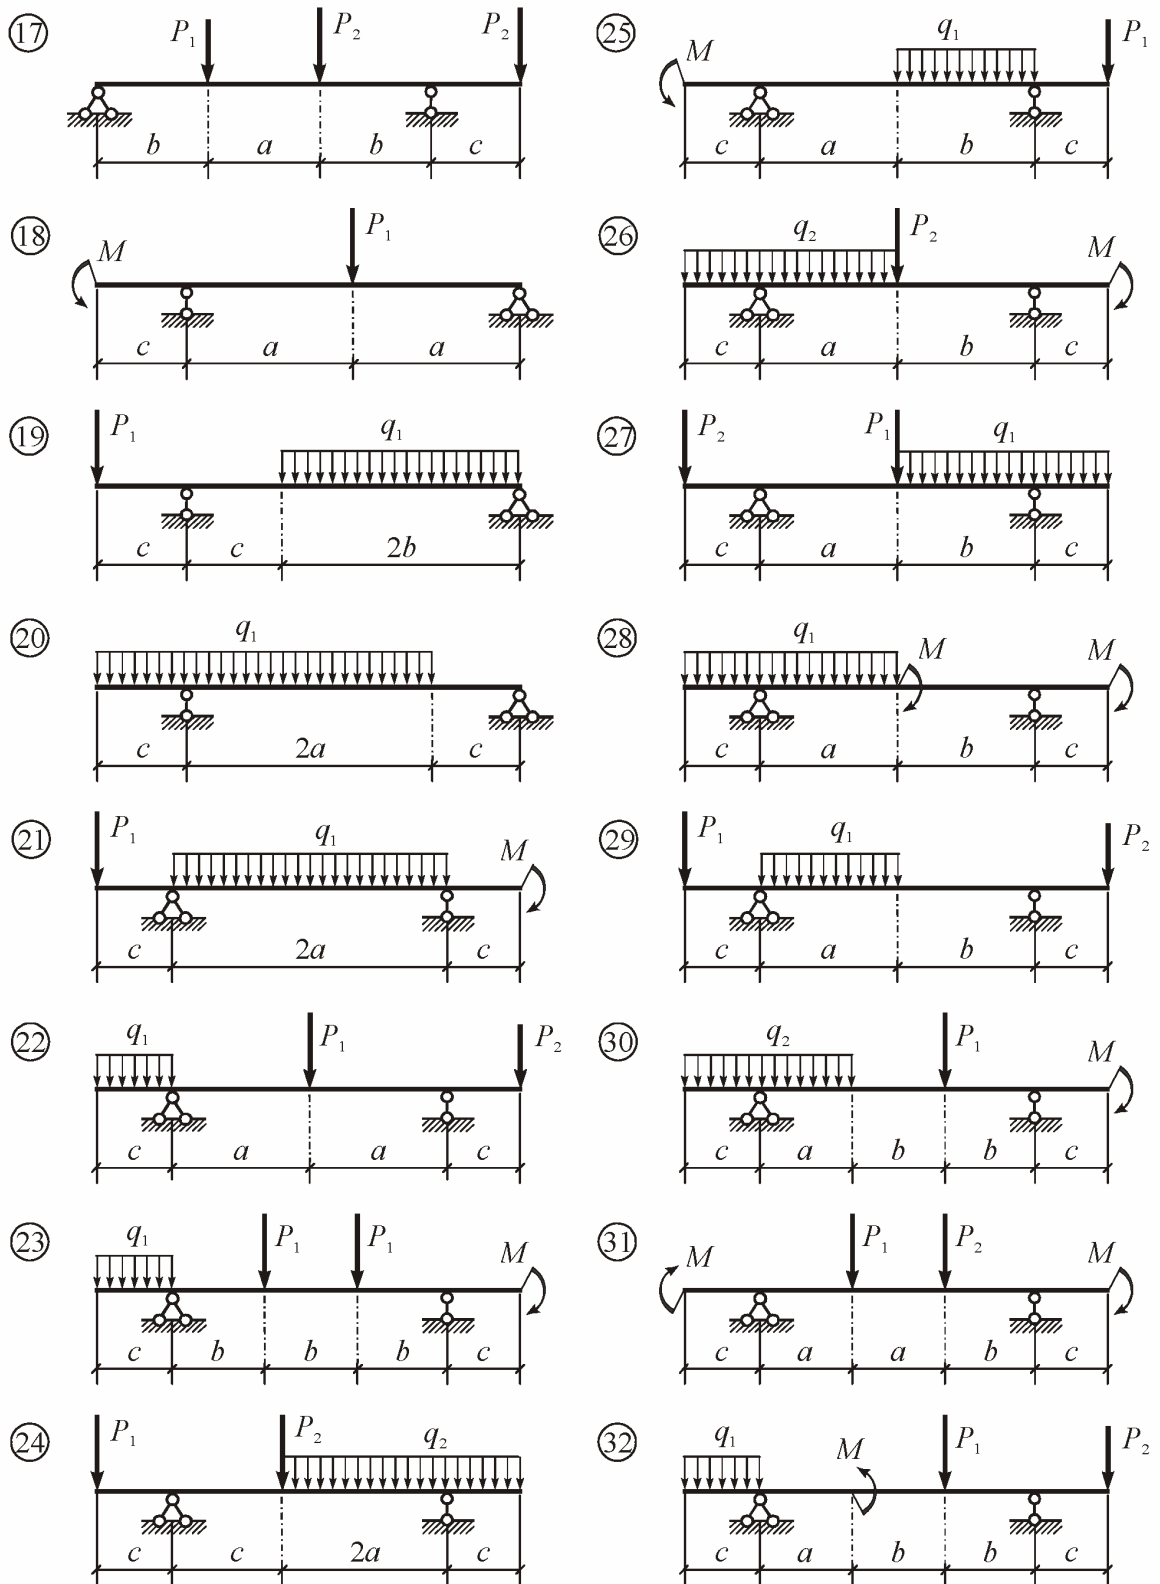 17 P₁ P₂ P₂
b a b c
18 M P₁
c a a
19 P₁ q₁
c c 2b
20 q₁
c 2a c
21 P₁ q₁ M
c 2a c
22 q₁ P₁ P₂
c a a c
23 q₁ P₁ P₁ M
c b b b c
24 P₁ P₂ q₂
c c 2a c
25 M q₁ P₁
c a b c
26 q₂ P₂ M
c a b c
27 P₂ P₁ q₁
c a b c
28 q₁ M M
c a b c
29 P₁ q₁ P₂
c a b c
30 q₂ P₁ M
c a b b c
31 M P₁ P₂ M
c a a b c
32 q₁ M P₁ P₂
c a b b c